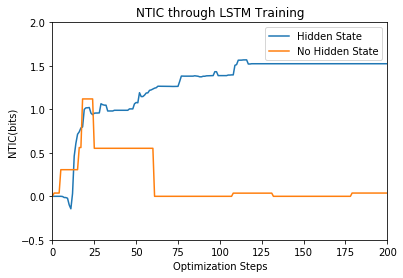 NTIC through LSTM Training
2.0
1.5
1.0
0.5
0.0
−0.5
NTIC(bits)
Hidden State
No Hidden State
0 25 50 75 100 125 150 175 200
Optimization Steps